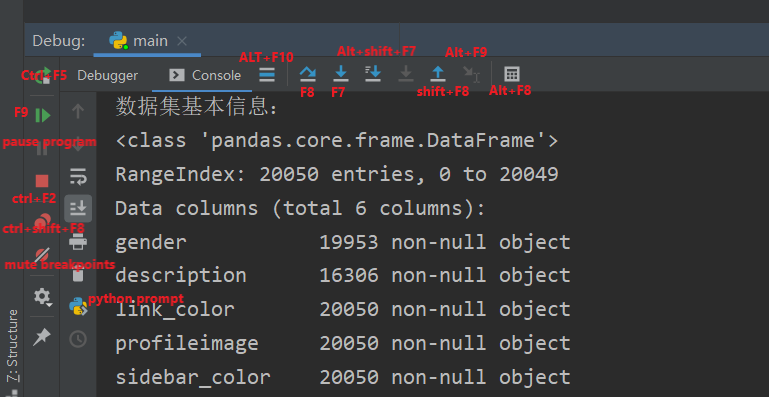 Debug: main
ALT+F10 Alt+shift+F7 Alt+F9
Ctrl+F5 Debugger Console
F8 F7 shift+F8 Alt+F8
数据集基本信息：
F9
<class 'pandas.core.frame.DataFrame'>
pause program
RangeIndex: 20050 entries, 0 to 20049
ctrl+F2
Data columns (total 6 columns):
ctrl+shift+F8
gender 19953 non-null object
mute breakpoints
description 16306 non-null object
python prompt
link_color 20050 non-null object
profileimage 20050 non-null object
sidebar_color 20050 non-null object
Z: Structure